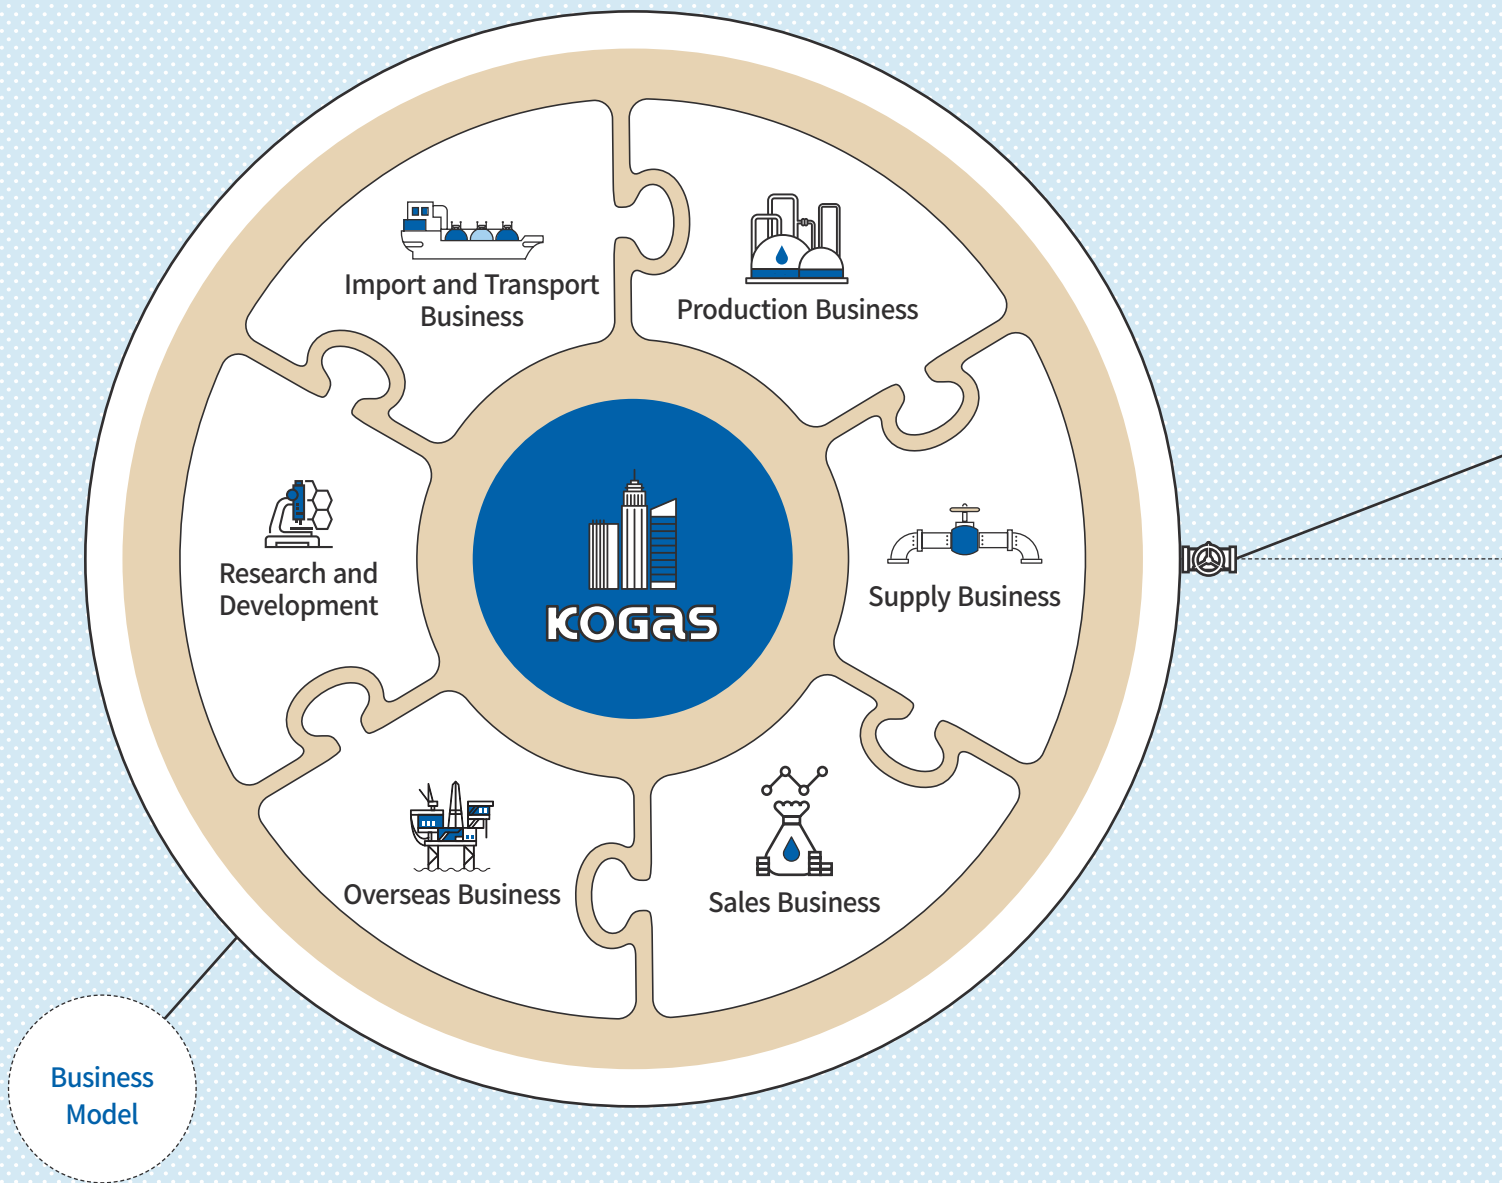 Import and Transport
Business
Production Business
Research and
Development
KOGAS
Supply Business
Overseas Business
Sales Business
Business
Model